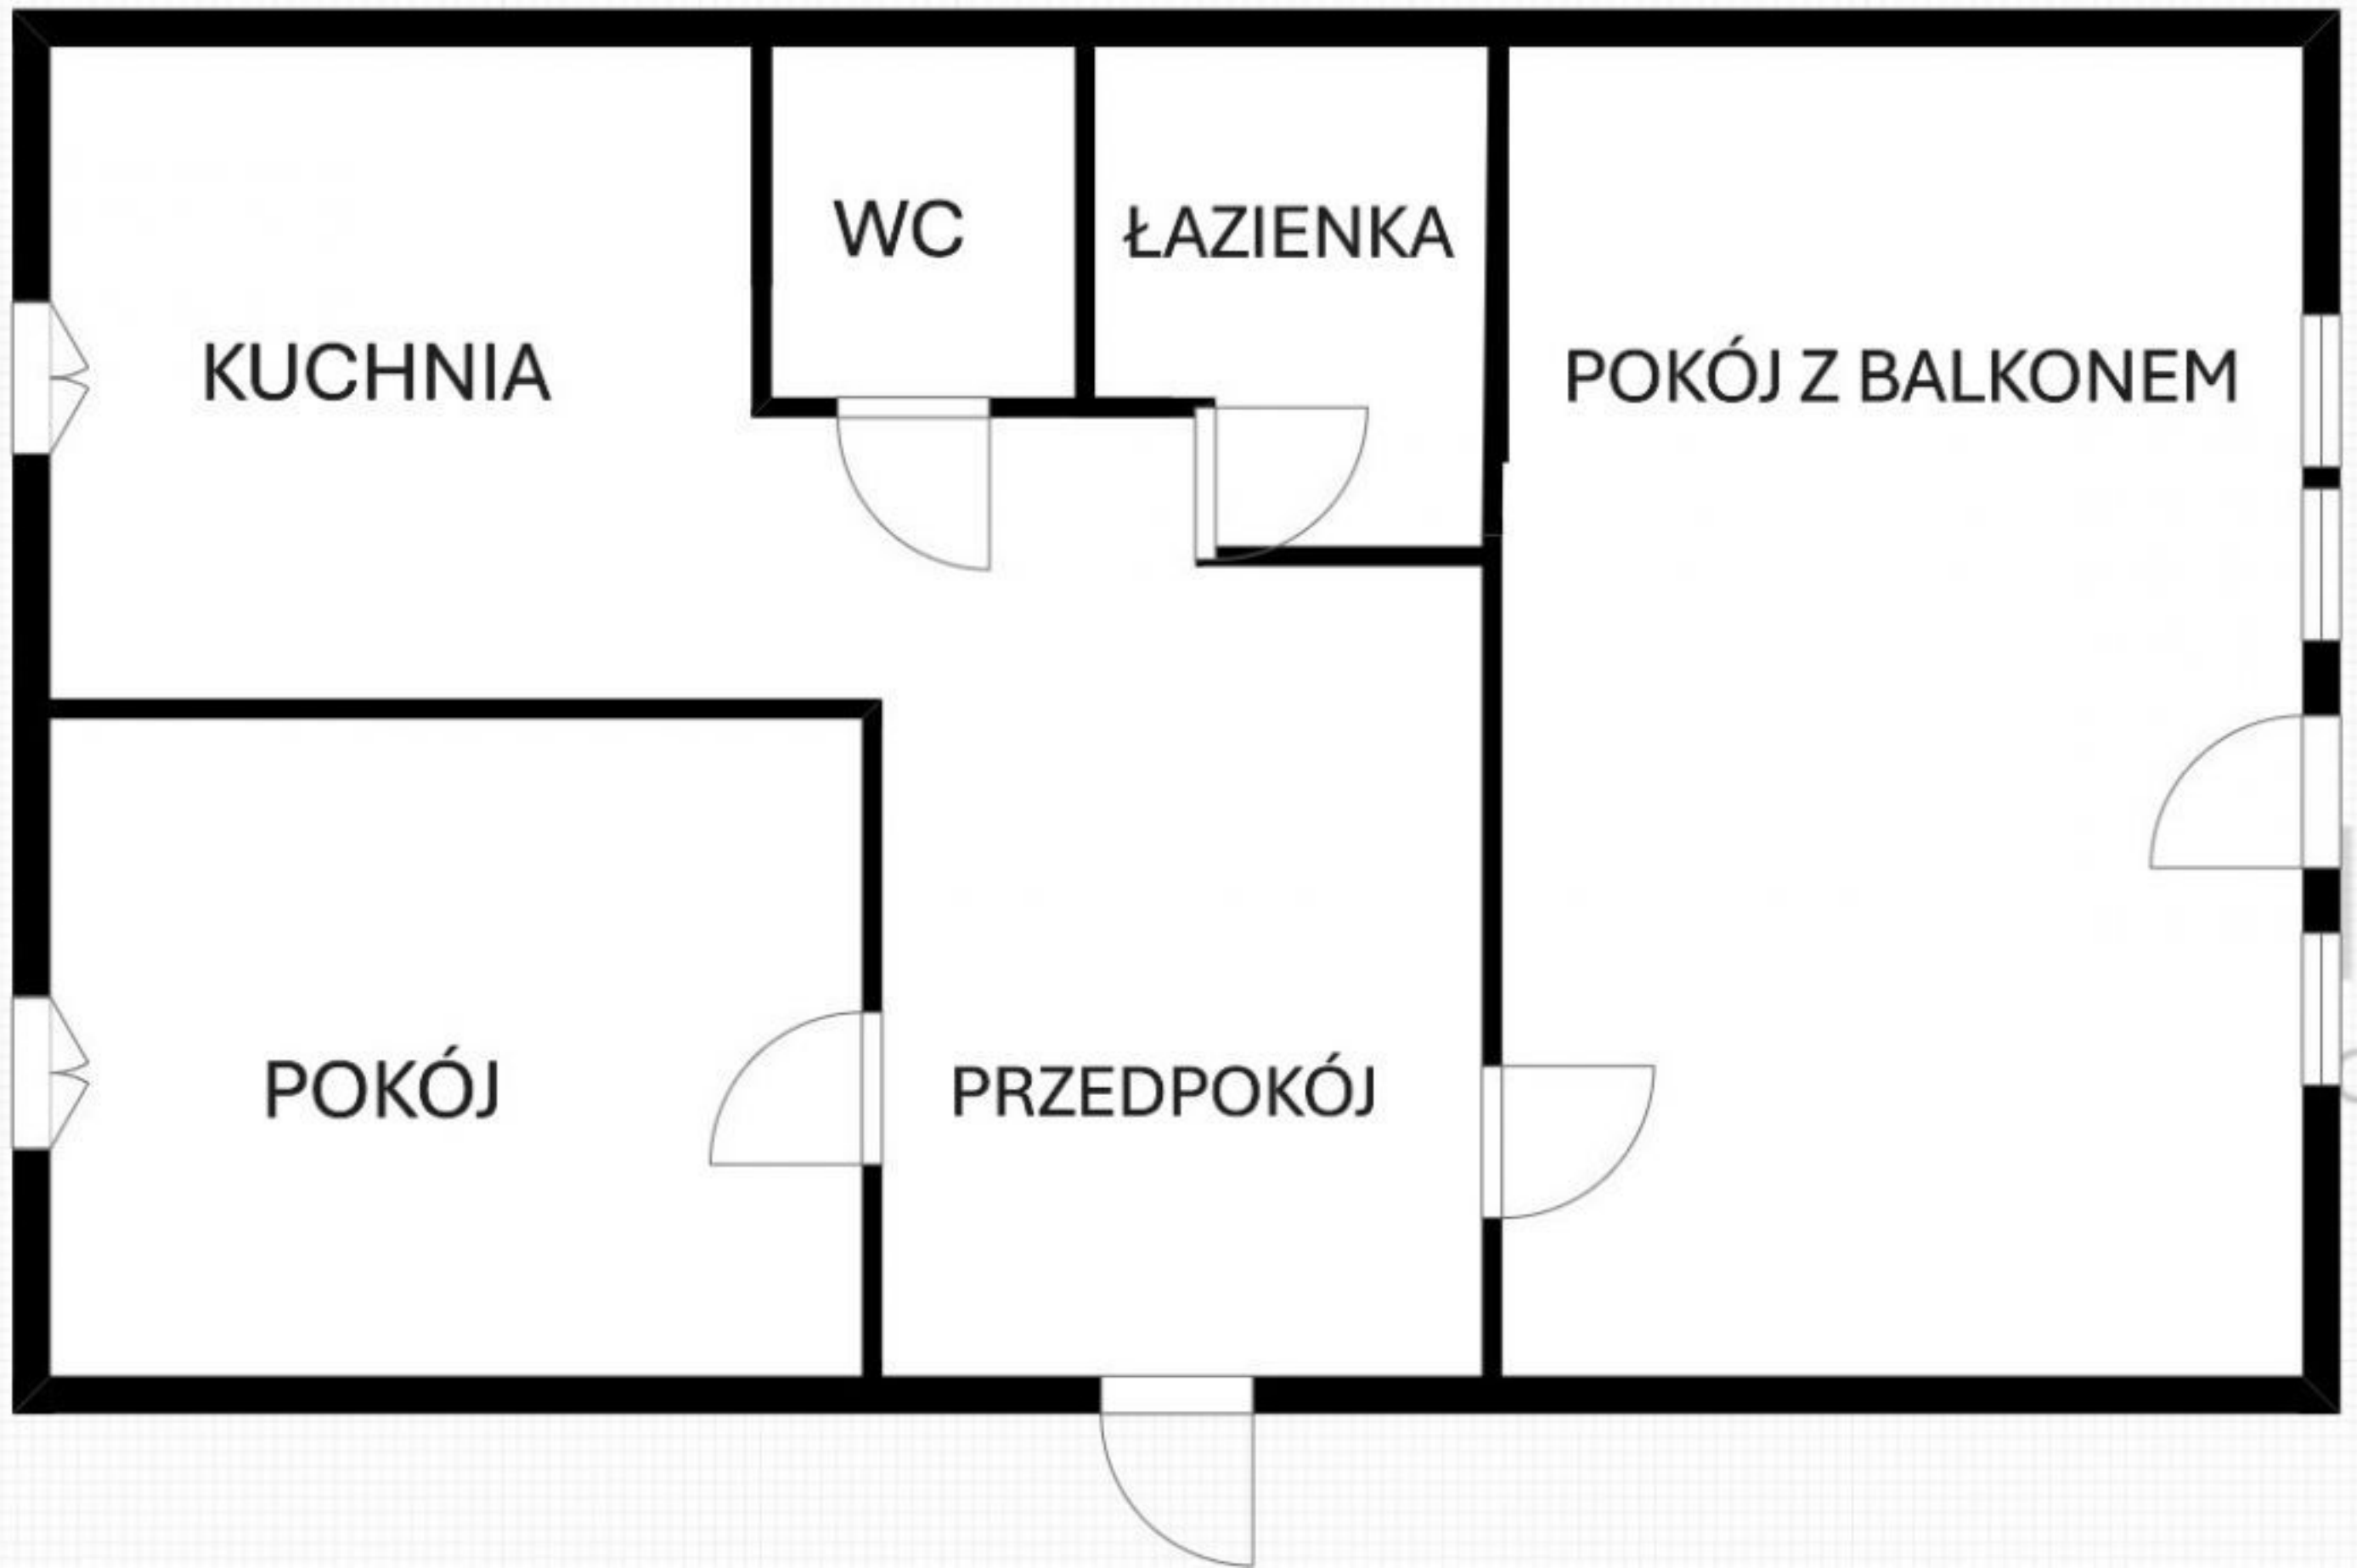 WC
ŁAZIENKA
KUCHNIA
POKÓJ Z BALKONEM
POKÓJ
PRZEDPOKÓJ